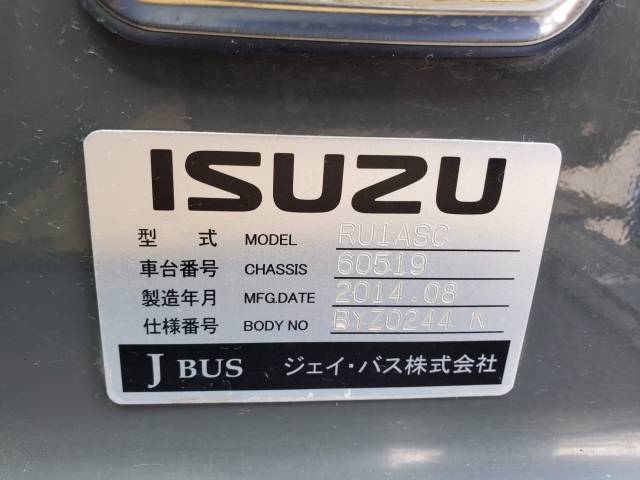 ISUZU
型式 MODEL RU1ASC
車台番号 CHASSIS 60519
製造年月 MFG.DATE 2014.08
仕様番号 BODY NO BYZ0244 K
J BUS ジェイ・バス株式会社